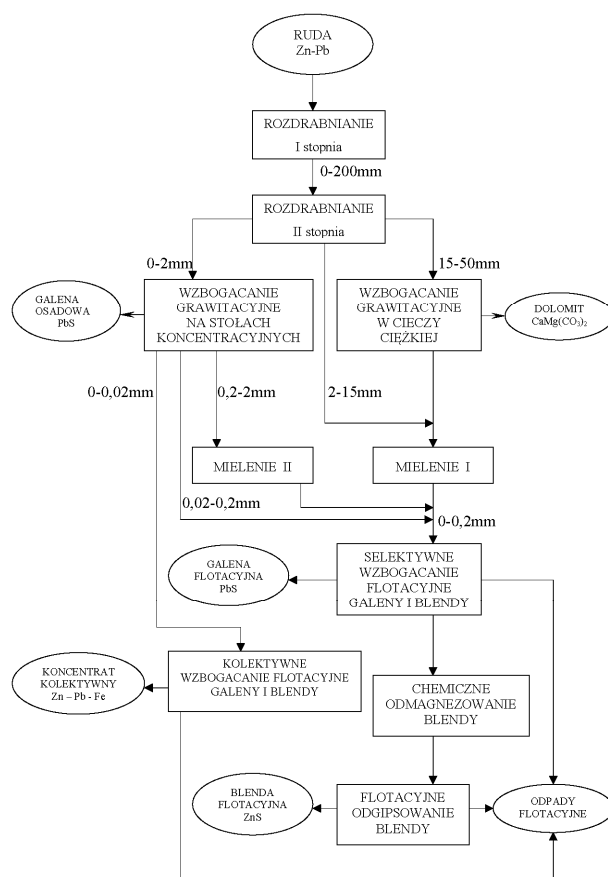 RUDA
Zn-Pb
ROZDRABNIANIE
I stopnia
0-200mm
ROZDRABNIANIE
II stopnia
0-2mm
15-50mm
GALENA
OSADOWA
PbS
WZBOGACANIE
GRAWITACYJNE
NA STOŁACH
KONCENTRACYJNYCH
WZBOGACANIE
GRAWITACYJNE
W CIECZY
CIĘŻKIEJ
DOLOMIT
CaMg(CO₃)₂
0-0,02mm
0,2-2mm
2-15mm
MIELENIE II
MIELENIE I
0,02-0,2mm
0-0,2mm
GALENA
FLOTACYJNA
PbS
SELEKTYWNE
WZBOGACANIE
FLOTACYJNE
GALENY I BLENDY
KONCENTRAT
KOLEKTYWNY
Zn – Pb - Fe
KOLEKTYWNE
WZBOGACANIE FLOTACYJNE
GALENY I BLENDY
CHEMICZNE
ODMAGNEZOWANIE
BLENDY
BLENDA
FLOTACYJNA
ZnS
FLOTACYJNE
ODGIPSOWANIE
BLENDY
ODPADY
FLOTACYJNE